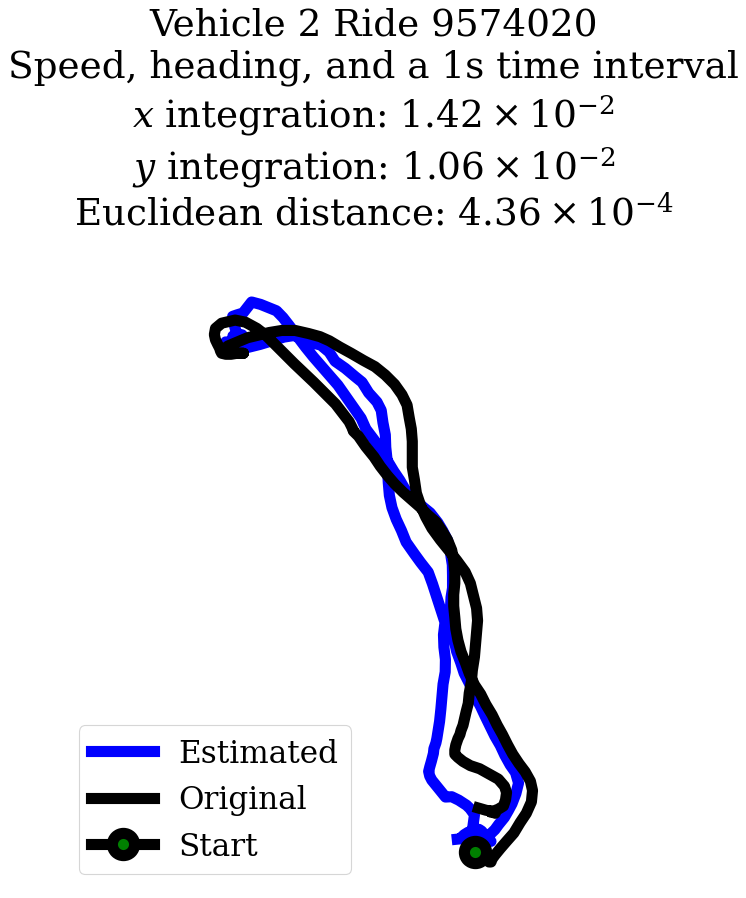 Vehicle 2 Ride 9574020
Speed, heading, and a 1s time interval
x integration: 1.42 × 10⁻²
y integration: 1.06 × 10⁻²
Euclidean distance: 4.36 × 10⁻⁴
Estimated
Original
Start